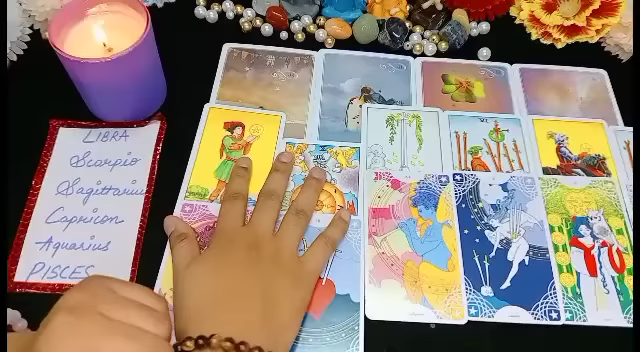 LIBRA
Scorpio
Sagittarius
Capricon
Aquarius
PISCES